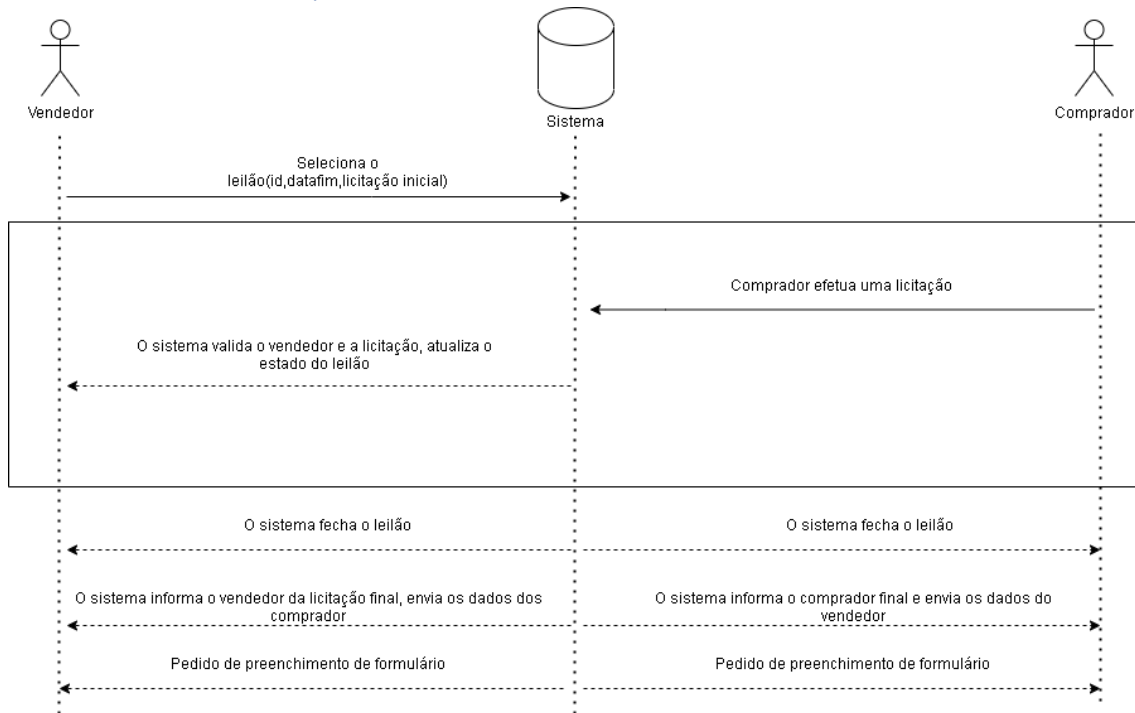 Vendedor
Sistema
Comprador
Seleciona o
leilão(id,datafim,licitação inicial)
Comprador efetua uma licitação
O sistema valida o vendedor e a licitação, atualiza o
estado do leilão
O sistema fecha o leilão
O sistema fecha o leilão
O sistema informa o vendedor da licitação final, envia os dados dos
comprador
O sistema informa o comprador final e envia os dados do
vendedor
Pedido de preenchimento de formulário
Pedido de preenchimento de formulário